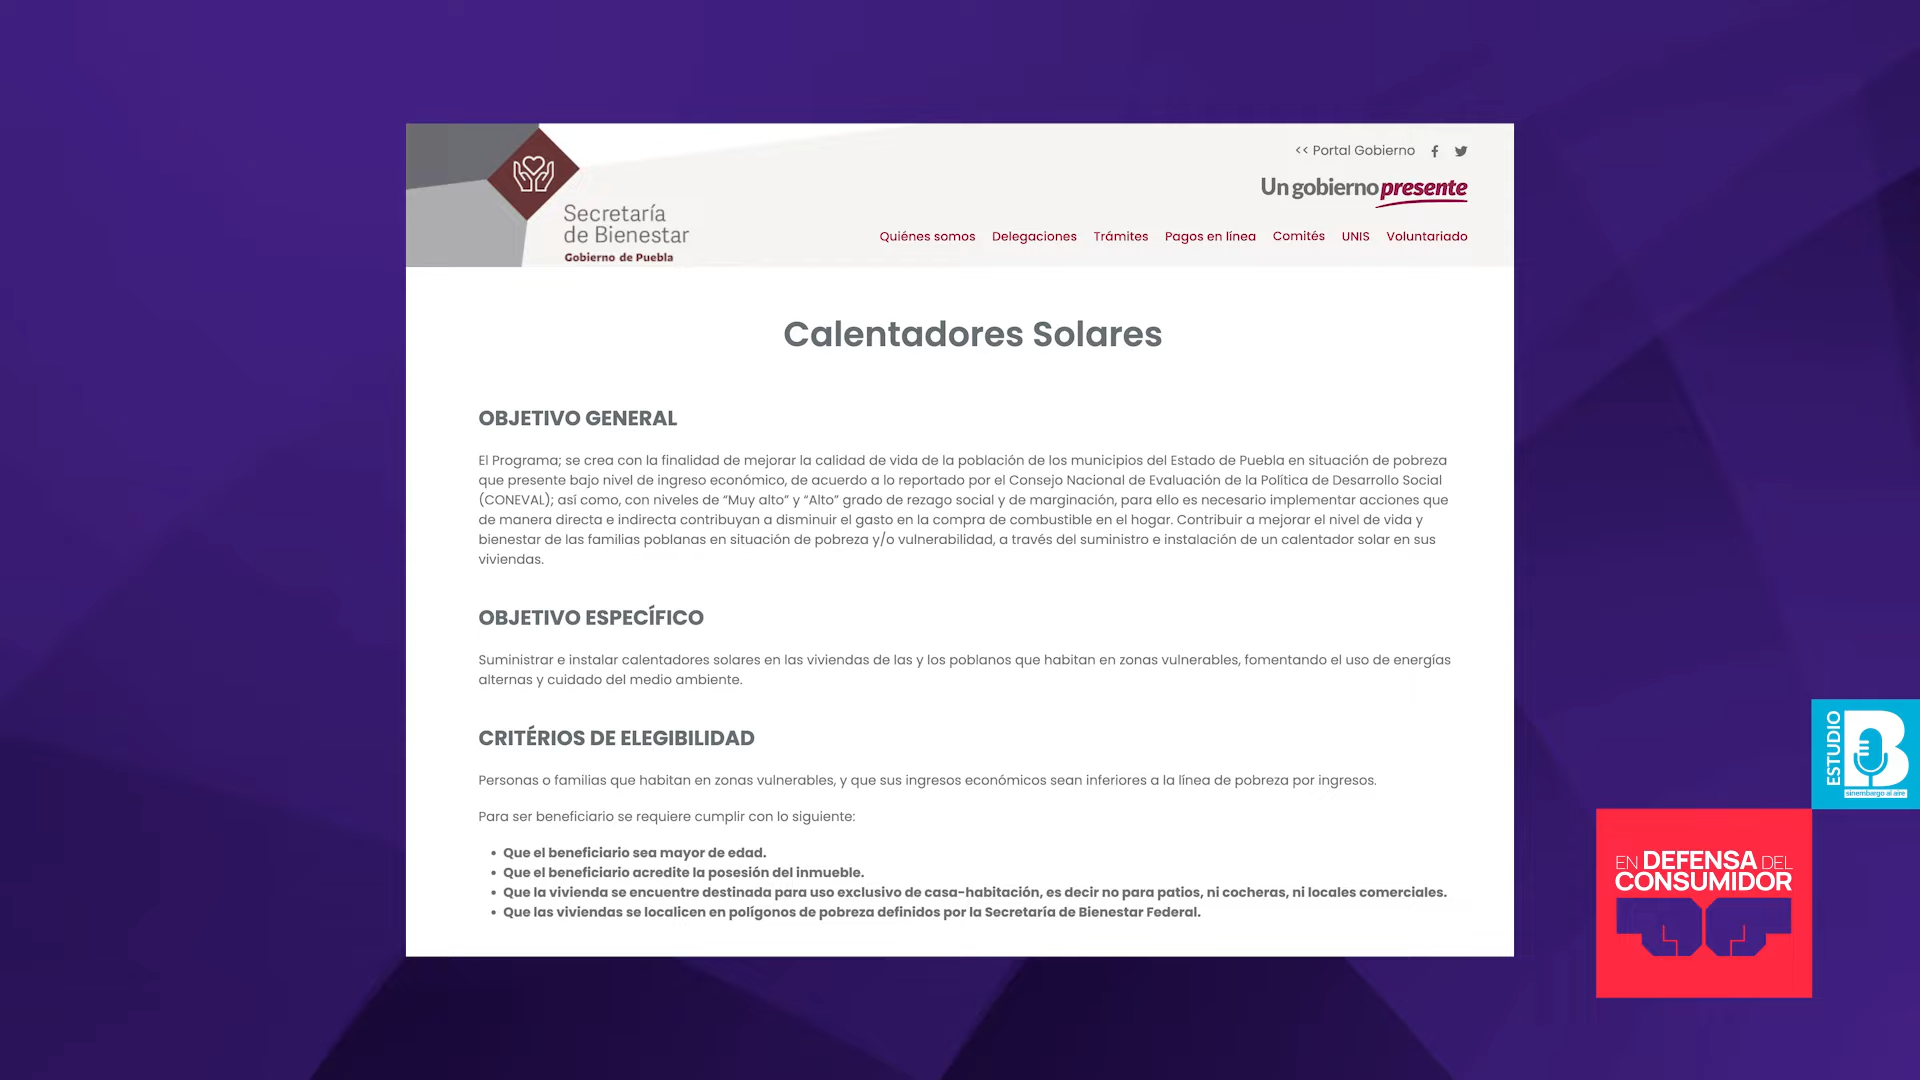 << Portal Gobierno
Un gobierno presente
Secretaría
de Bienestar
Gobierno de Puebla
Quiénes somos Delegaciones Trámites Pagos en línea Comités UNIS Voluntariado
Calentadores Solares
OBJETIVO GENERAL
El Programa; se crea con la finalidad de mejorar la calidad de vida de la población de los municipios del Estado de Puebla en situación de pobreza
que presente bajo nivel de ingreso económico, de acuerdo a lo reportado por el Consejo Nacional de Evaluación de la Política de Desarrollo Social
(CONEVAL); así como, con niveles de “Muy alto” y “Alto” grado de rezago social y de marginación, para ello es necesario implementar acciones que
de manera directa e indirecta contribuyan a disminuir el gasto en la compra de combustible en el hogar. Contribuir a mejorar el nivel de vida y
bienestar de las familias poblanas en situación de pobreza y/o vulnerabilidad, a través del suministro e instalación de un calentador solar en sus
viviendas.
OBJETIVO ESPECÍFICO
Suministrar e instalar calentadores solares en las viviendas de las y los poblanos que habitan en zonas vulnerables, fomentando el uso de energías
alternas y cuidado del medio ambiente.
CRITÉRIOS DE ELEGIBILIDAD
Personas o familias que habitan en zonas vulnerables, y que sus ingresos económicos sean inferiores a la línea de pobreza por ingresos.
Para ser beneficiario se requiere cumplir con lo siguiente:
• Que el beneficiario sea mayor de edad.
• Que el beneficiario acredite la posesión del inmueble.
• Que la vivienda se encuentre destinada para uso exclusivo de casa-habitación, es decir no para patios, ni cocheras, ni locales comerciales.
• Que las viviendas se localicen en polígonos de pobreza definidos por la Secretaría de Bienestar Federal.
ESTUDIO B
sinembargo al aire
EN DEFENSA DEL
CONSUMIDOR